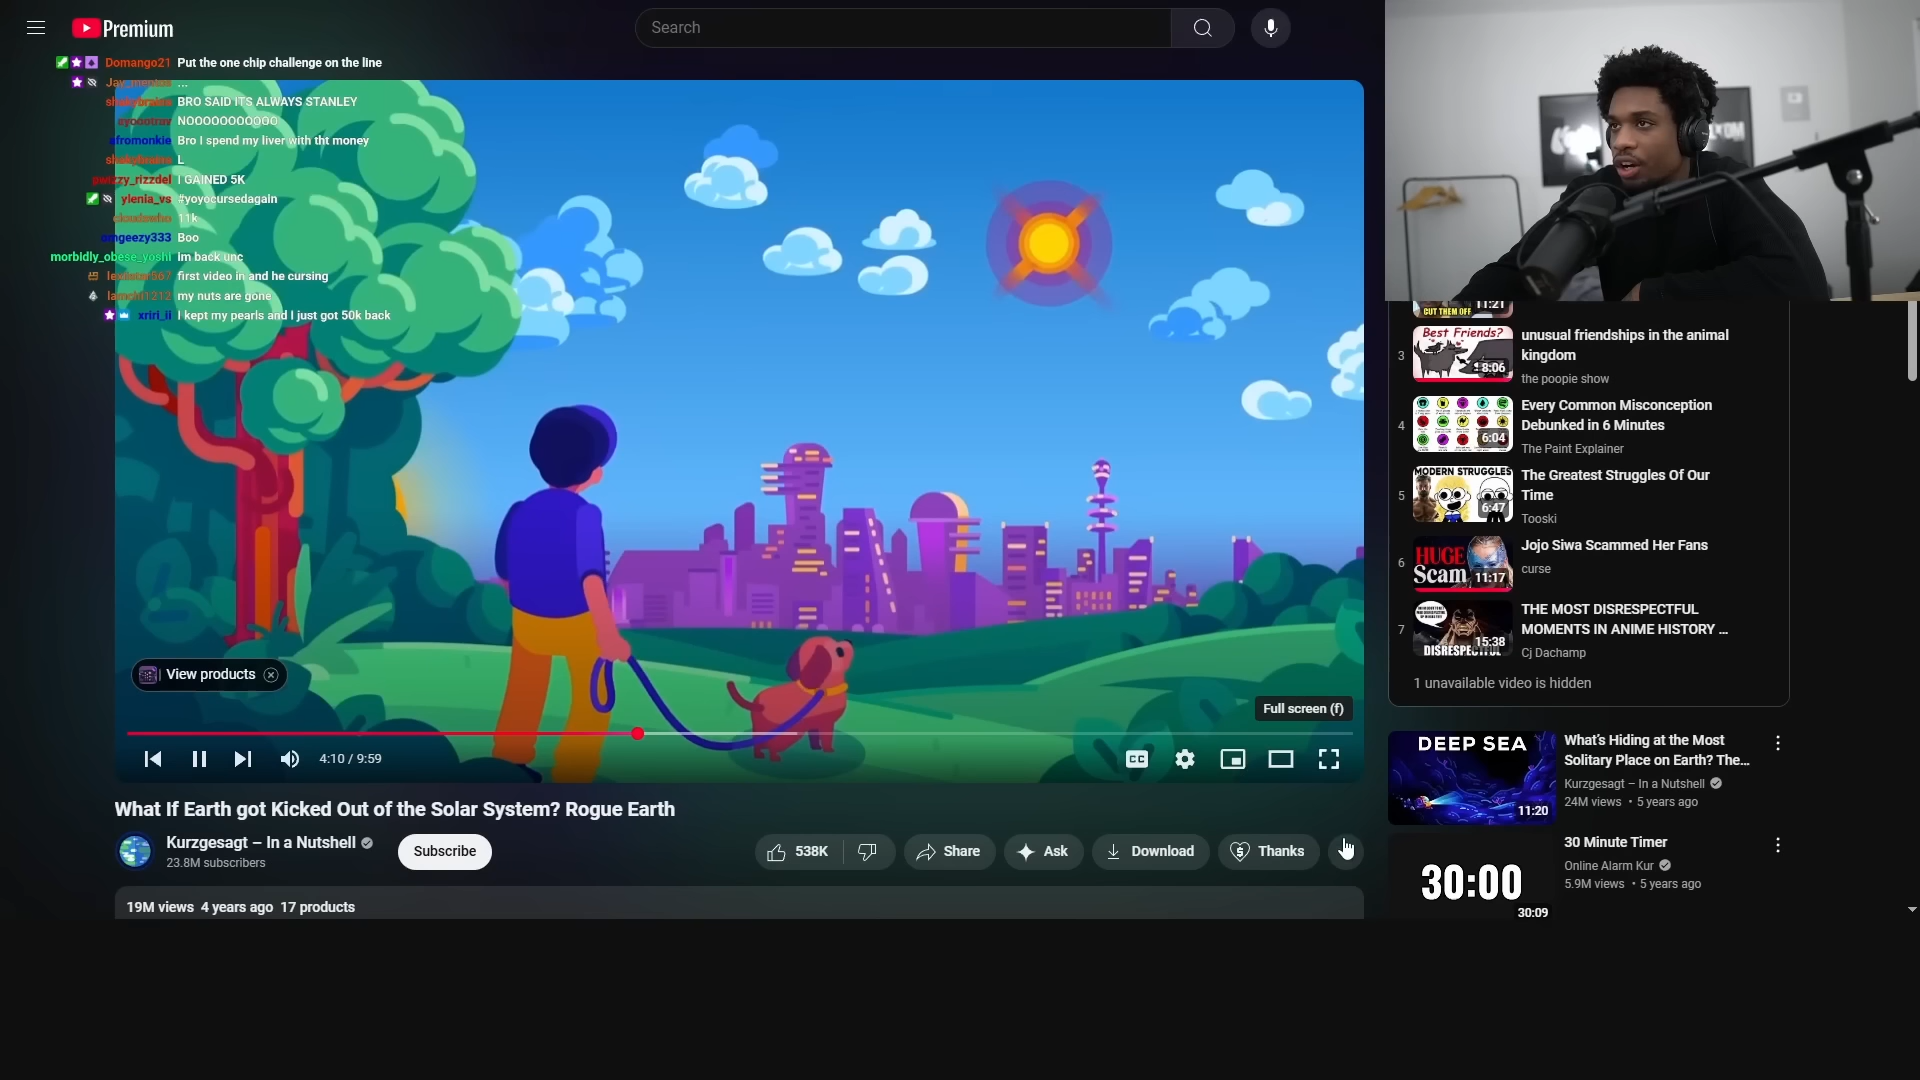 Premium
Search
Domango21 Put the one chip challenge on the line
...
BRO SAID ITS ALWAYS STANLEY
NOOOOOOOOOOO
afromonkie Bro I spend my liver with tht money
L
pwizzy_rizzdel I GAINED 5K
ylenia_vs #yoyocursedagain
11k
omgeezy333 Boo
morbidly_obese_yoshi im back unc
first video in and he cursing
my nuts are gone
xriri_ii I kept my pearls and I just got 50k back
View products
Full screen (f)
4:10 / 9:59
CC
What If Earth got Kicked Out of the Solar System? Rogue Earth
Kurzgesagt – In a Nutshell
23.8M subscribers
Subscribe
538K
Share
Ask
Download
Thanks
19M views 4 years ago 17 products
11:21
CUT THEM OFF
3
Best Friends?
8:06
unusual friendships in the animal
kingdom
the poopie show
4
6:04
Every Common Misconception
Debunked in 6 Minutes
The Paint Explainer
5
MODERN STRUGGLES
6:47
The Greatest Struggles Of Our
Time
Tooski
6
HUGE
Scam
11:17
Jojo Siwa Scammed Her Fans
curse
7
15:38
DISRESPECTFUL
THE MOST DISRESPECTFUL
MOMENTS IN ANIME HISTORY ...
Cj Dachamp
1 unavailable video is hidden
DEEP SEA
11:20
What's Hiding at the Most
Solitary Place on Earth? The...
Kurzgesagt – In a Nutshell
24M views • 5 years ago
30:00
30:09
30 Minute Timer
Online Alarm Kur
5.9M views • 5 years ago